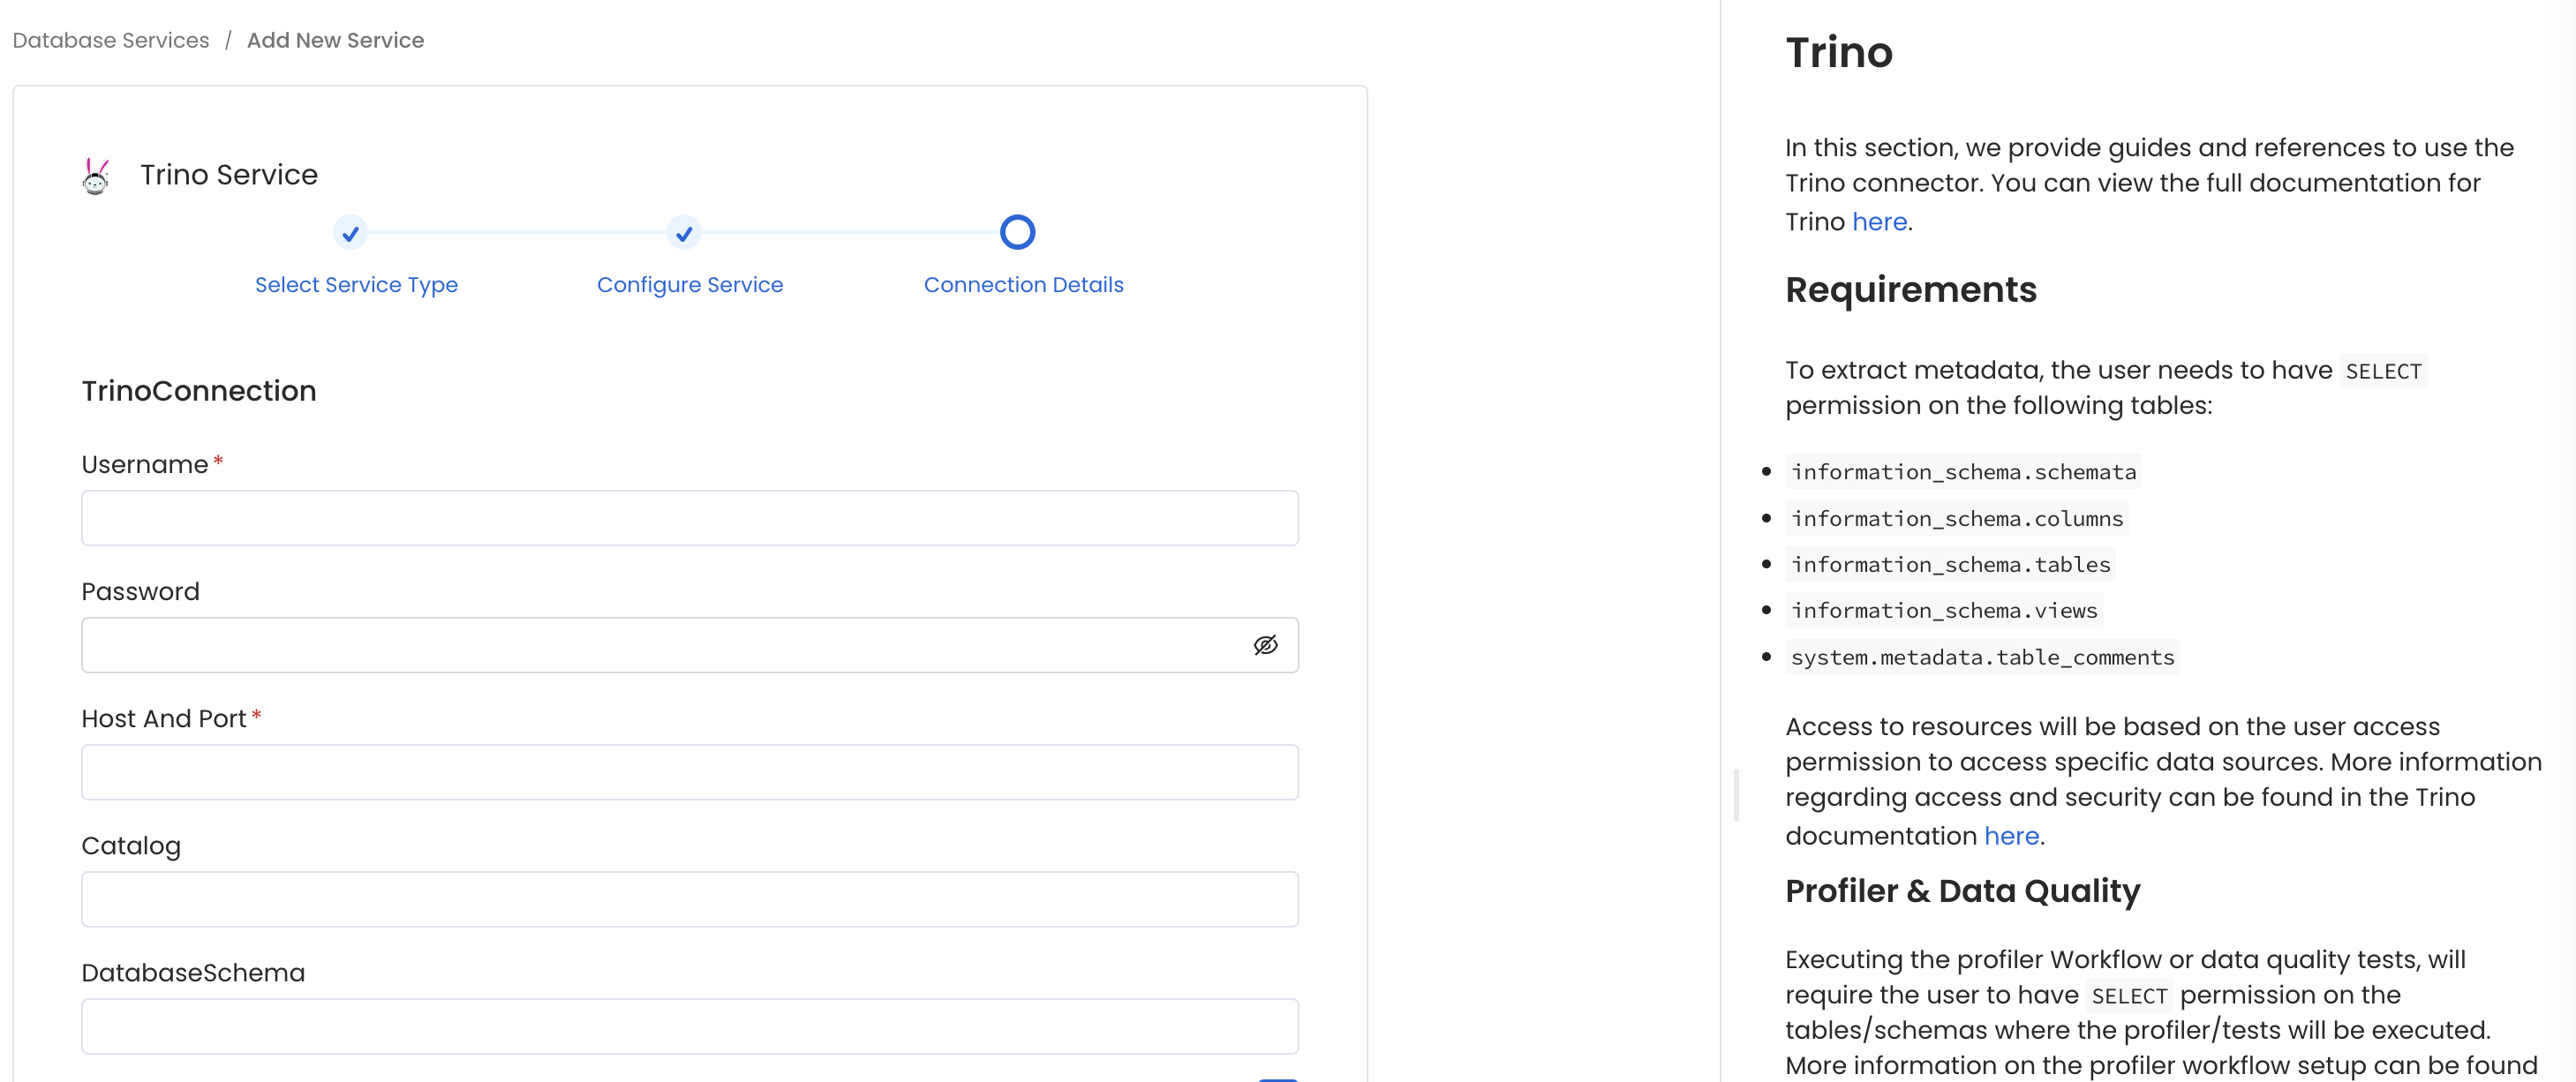 Database Services / Add New Service
Trino Service
Select Service Type
Configure Service
Connection Details
TrinoConnection
Username*
Password
Host And Port*
Catalog
DatabaseSchema
Trino
In this section, we provide guides and references to use the
Trino connector. You can view the full documentation for
Trino here.
Requirements
To extract metadata, the user needs to have SELECT
permission on the following tables:
• information_schema.schemata
• information_schema.columns
• information_schema.tables
• information_schema.views
• system.metadata.table_comments
Access to resources will be based on the user access
permission to access specific data sources. More information
regarding access and security can be found in the Trino
documentation here.
Profiler & Data Quality
Executing the profiler Workflow or data quality tests, will
require the user to have SELECT permission on the
tables/schemas where the profiler/tests will be executed.
More information on the profiler workflow setup can be found